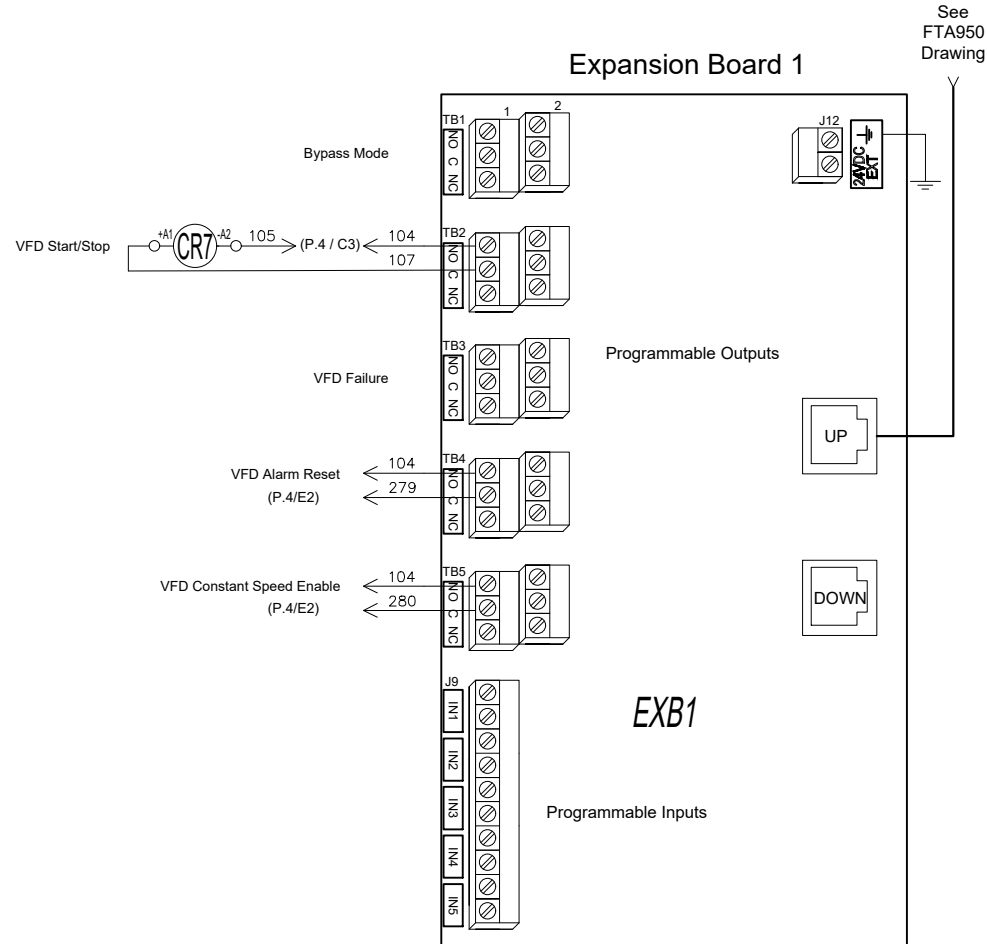 See
FTA950
Drawing
Expansion Board 1
TB1
1
2
NO C NC
Bypass Mode
J12
24VDC
EXT
VFD Start/Stop
+A1
CR7
-A2
105
(P.4 / C3)
104
107
TB2
NO C NC
VFD Failure
TB3
NO C NC
Programmable Outputs
UP
VFD Alarm Reset
(P.4/E2)
104
279
TB4
NO C NC
VFD Constant Speed Enable
(P.4/E2)
104
280
TB5
NO C NC
DOWN
J9
IN1
IN2
IN3
IN4
IN5
EXB1
Programmable Inputs